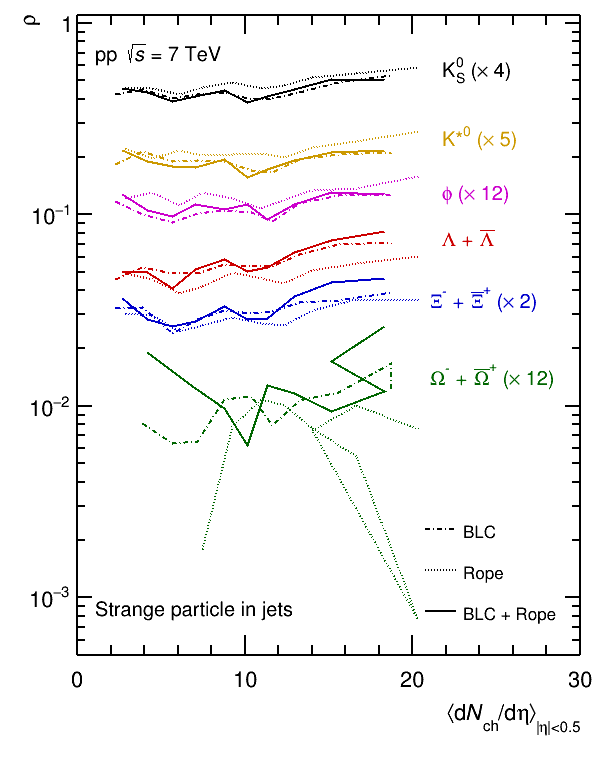 ρ
1
pp √s = 7 TeV
K⁰_S (× 4)
K*⁰ (× 5)
10⁻¹
ϕ (× 12)
Λ + Λ̅
Ξ⁻ + Ξ̅⁺ (× 2)
Ω⁻ + Ω̅⁺ (× 12)
10⁻²
BLC
Rope
10⁻³
Strange particle in jets
BLC + Rope
0 10 20 30
⟨dN_ch/dη⟩_|η|<0.5